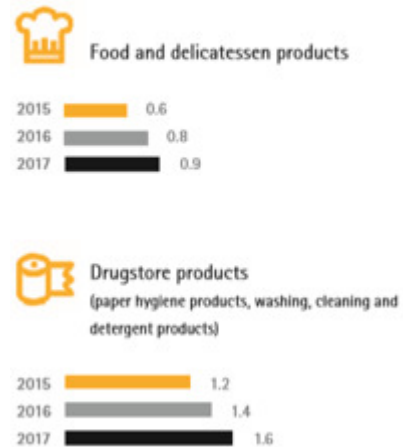 Food and delicatessen products
2015 0.6
2016 0.8
2017 0.9
Drugstore products
(paper hygiene products, washing, cleaning and
detergent products)
2015 1.2
2016 1.4
2017 1.6